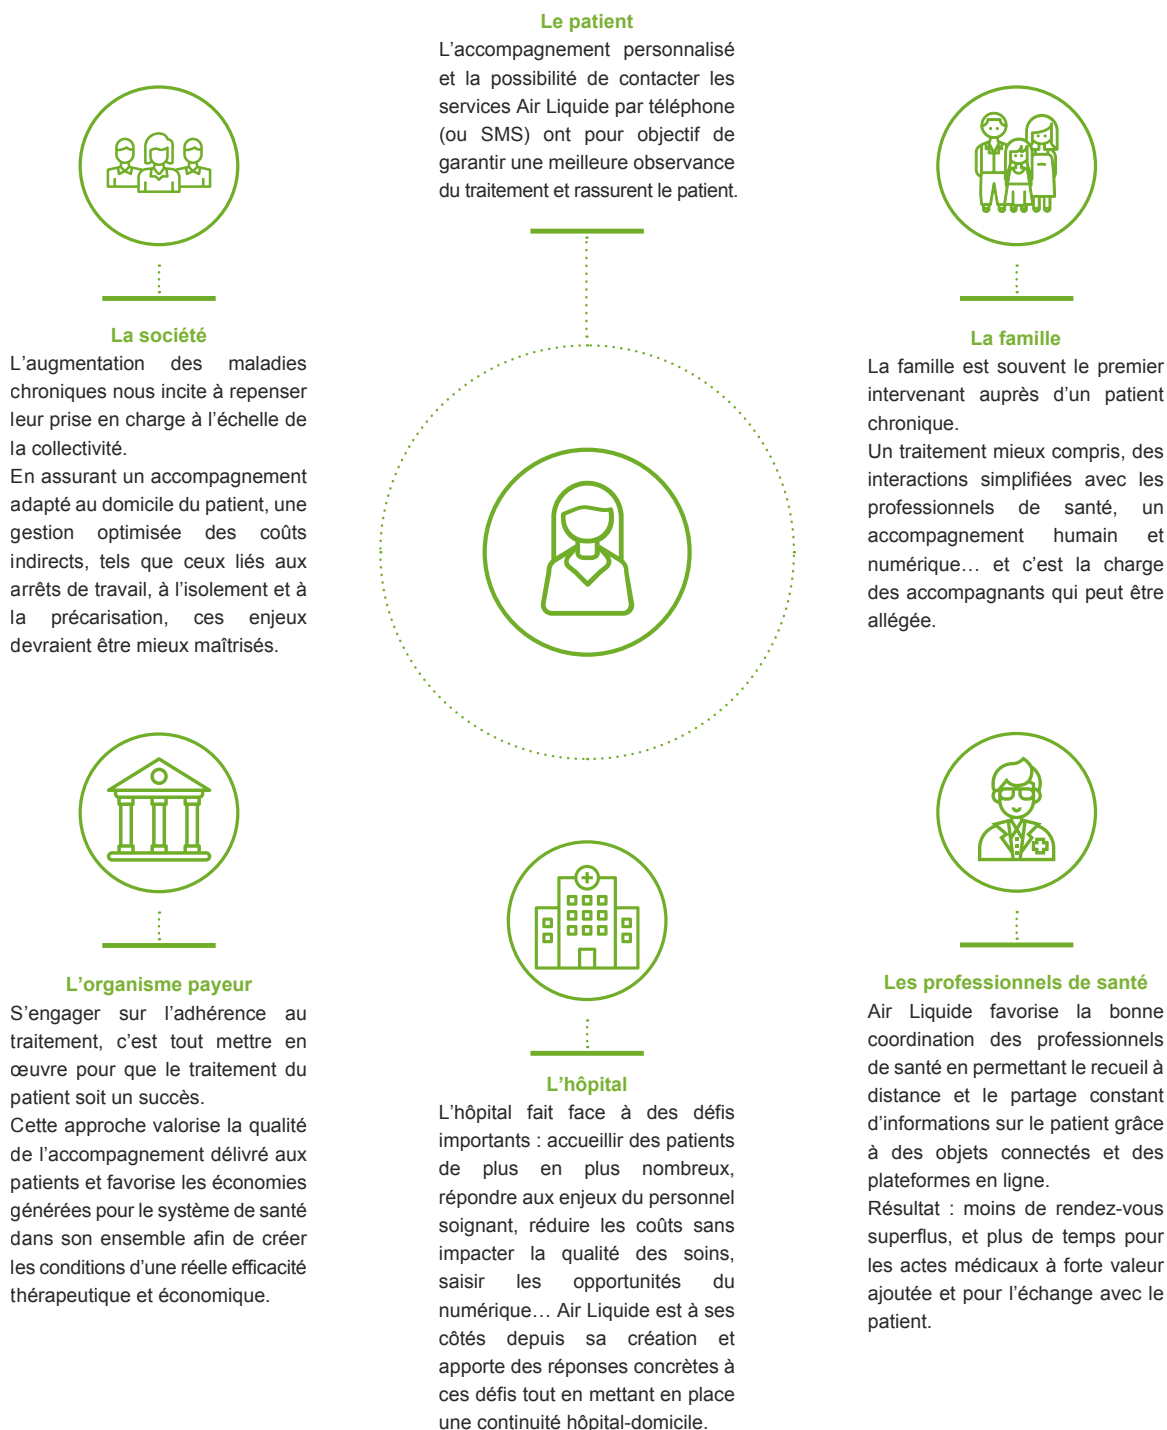 Le patient
L’accompagnement personnalisé
et la possibilité de contacter les
services Air Liquide par téléphone
(ou SMS) ont pour objectif de
garantir une meilleure observance
du traitement et rassurent le patient.
La société
L’augmentation des maladies
chroniques nous incite à repenser
leur prise en charge à l’échelle de
la collectivité.
En assurant un accompagnement
adapté au domicile du patient, une
gestion optimisée des coûts
indirects, tels que ceux liés aux
arrêts de travail, à l’isolement et à
la précarisation, ces enjeux
devraient être mieux maîtrisés.
La famille
La famille est souvent le premier
intervenant auprès d’un patient
chronique.
Un traitement mieux compris, des
interactions simplifiées avec les
professionnels de santé, un
accompagnement humain et
numérique… et c’est la charge
des accompagnants qui peut être
allégée.
L’organisme payeur
S’engager sur l’adhérence au
traitement, c’est tout mettre en
œuvre pour que le traitement du
patient soit un succès.
Cette approche valorise la qualité
de l’accompagnement délivré aux
patients et favorise les économies
générées pour le système de santé
dans son ensemble afin de créer
les conditions d’une réelle efficacité
thérapeutique et économique.
L’hôpital
L’hôpital fait face à des défis
importants : accueillir des patients
de plus en plus nombreux,
répondre aux enjeux du personnel
soignant, réduire les coûts sans
impacter la qualité des soins,
saisir les opportunités du
numérique… Air Liquide est à ses
côtés depuis sa création et
apporte des réponses concrètes à
ces défis tout en mettant en place
une continuité hôpital-domicile.
Les professionnels de santé
Air Liquide favorise la bonne
coordination des professionnels
de santé en permettant le recueil à
distance et le partage constant
d’informations sur le patient grâce
à des objets connectés et des
plateformes en ligne.
Résultat : moins de rendez-vous
superflus, et plus de temps pour
les actes médicaux à forte valeur
ajoutée et pour l’échange avec le
patient.